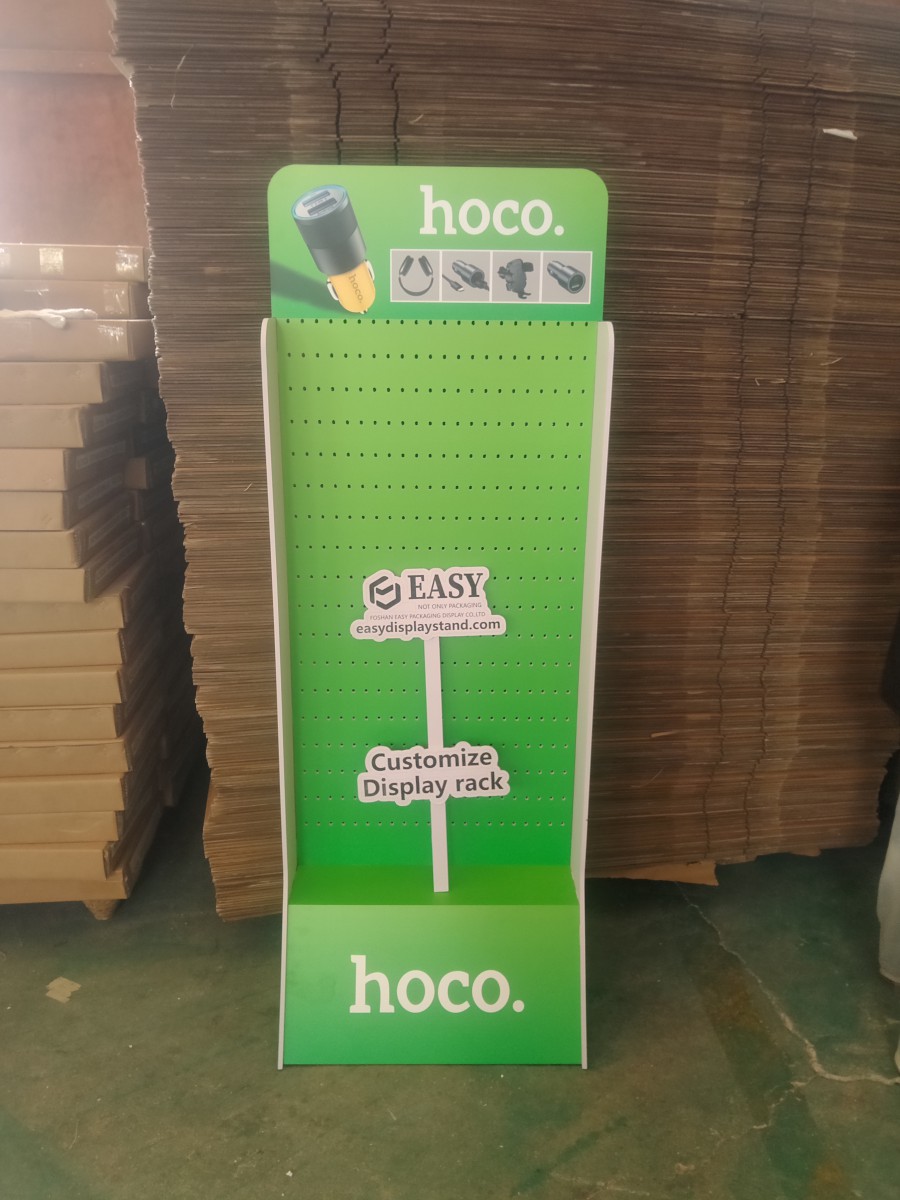 hoco.
hoco.
EASY
NOT ONLY PACKAGING
FOSHAN EASY PACKAGING DISPLAY CO.,LTD
easydisplaystand.com
Customize
Display rack
hoco.